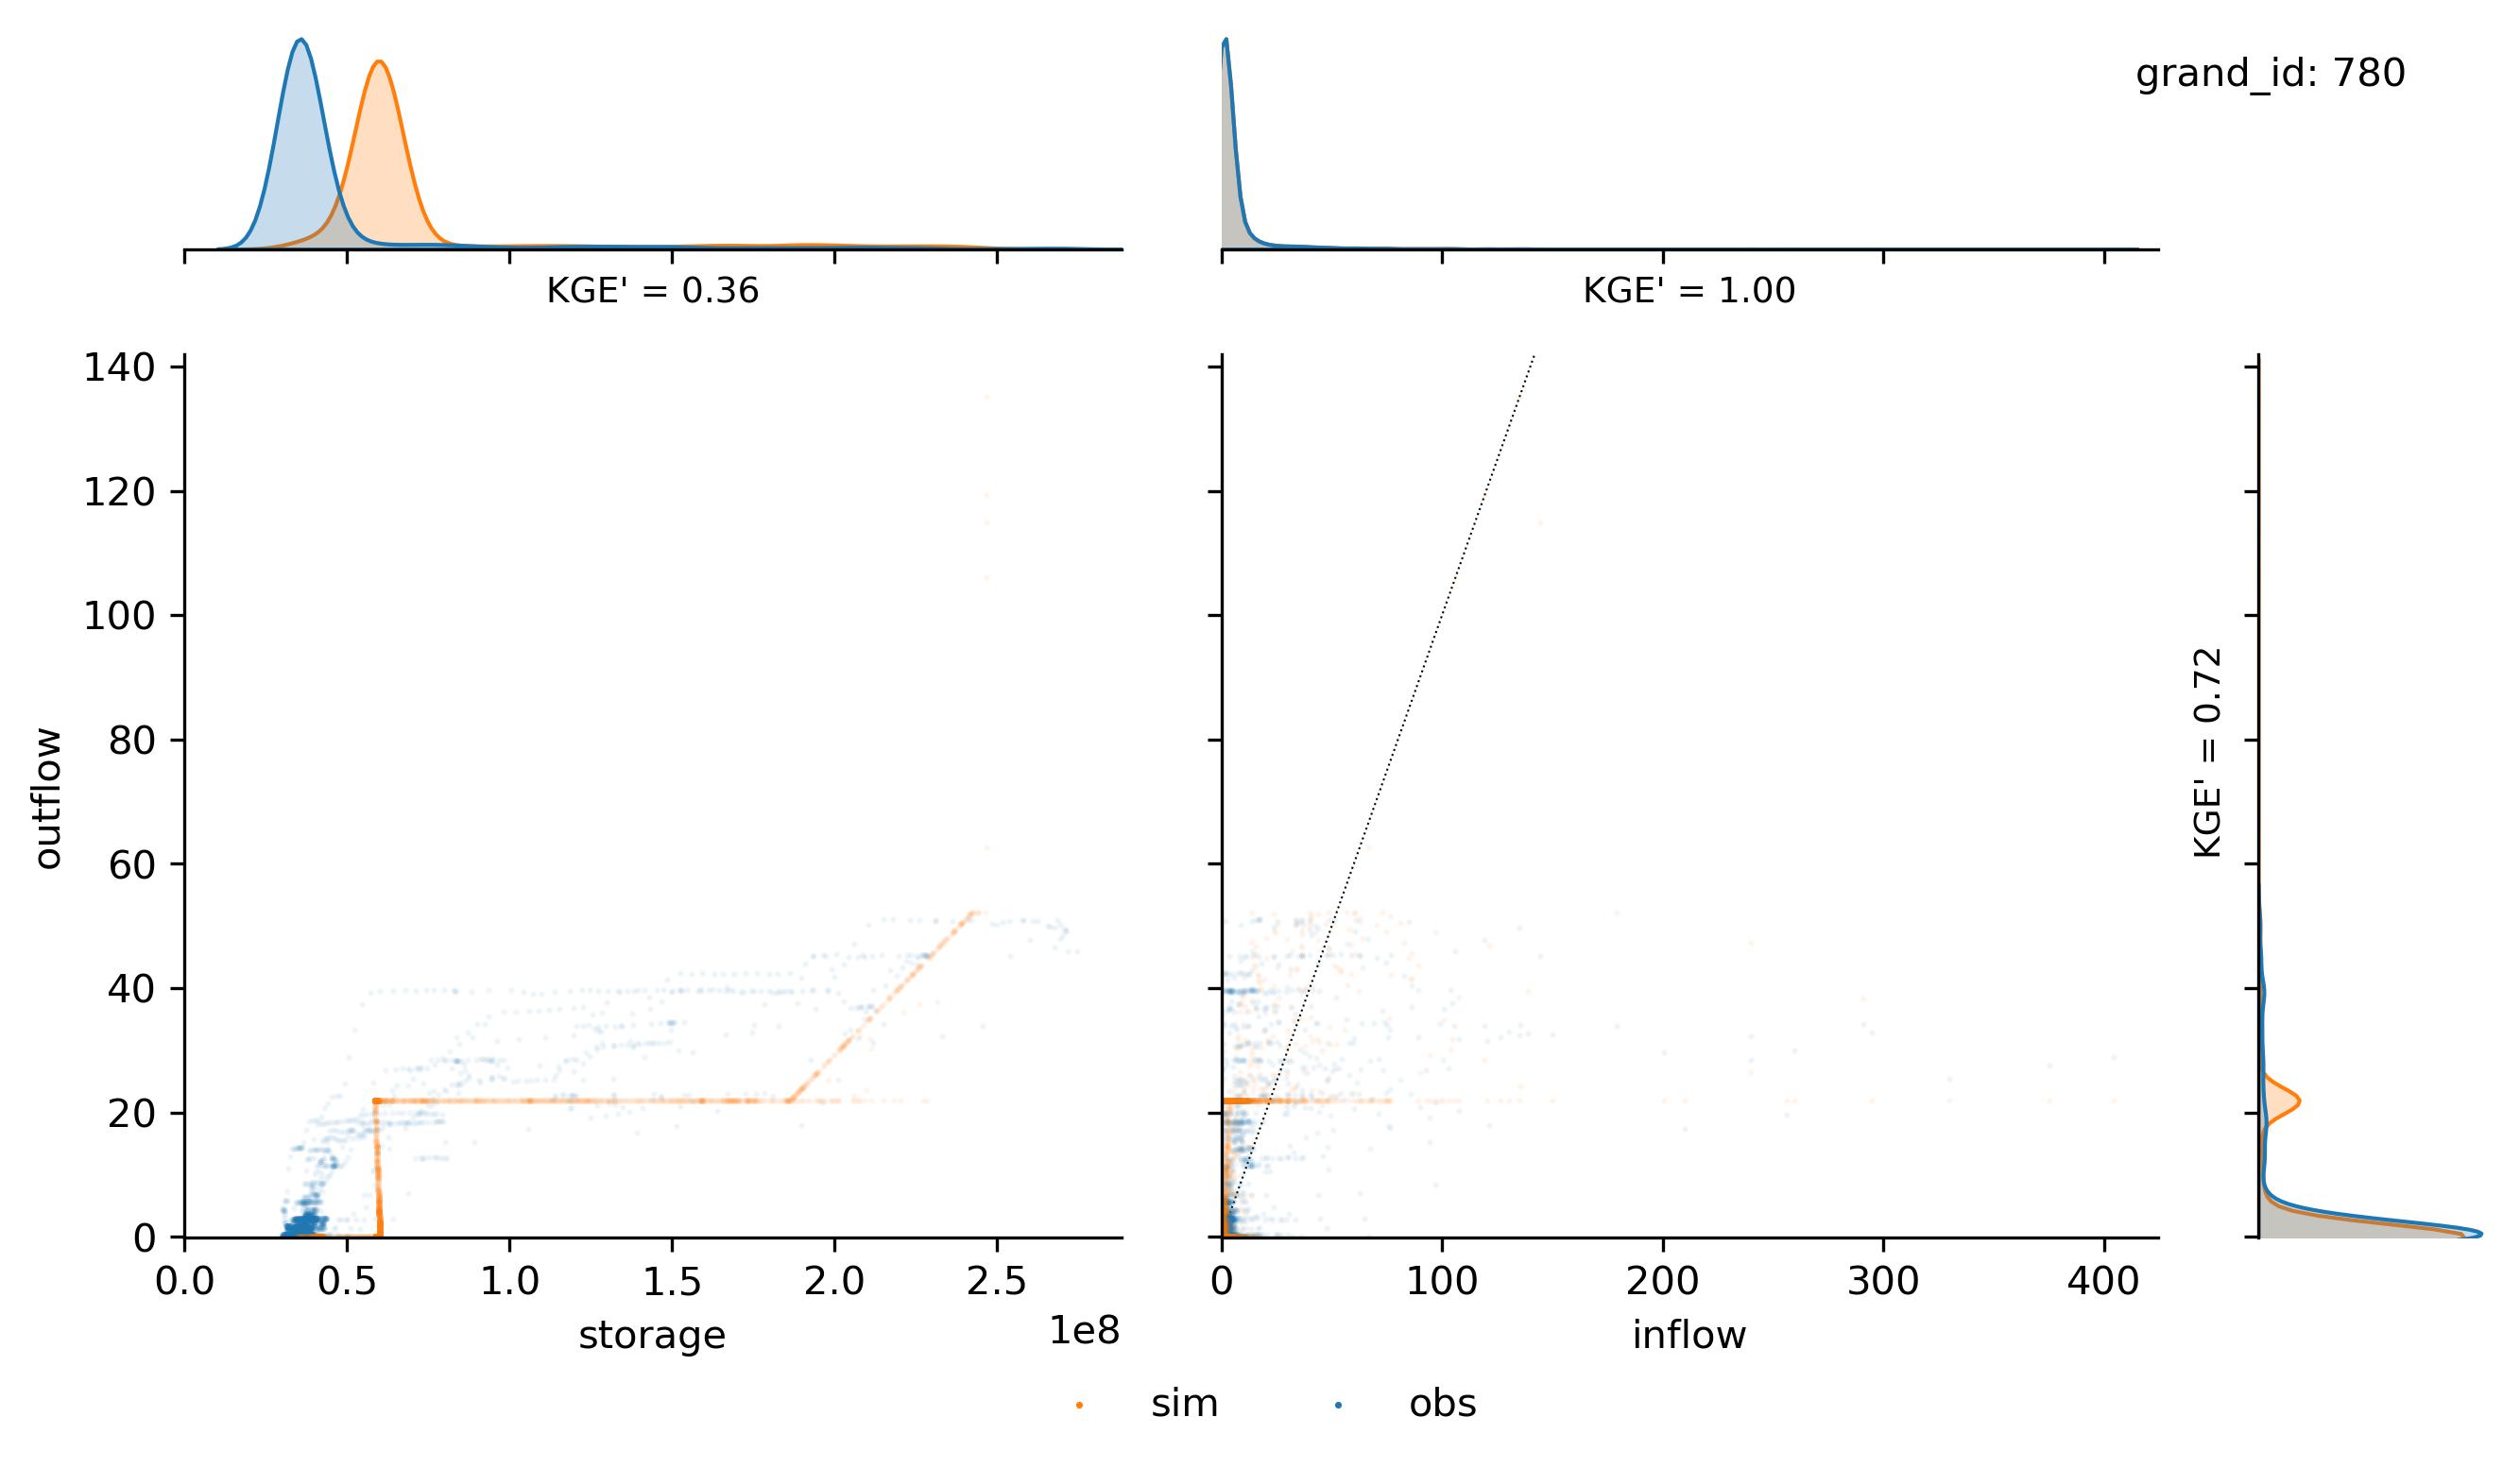 grand_id: 780
KGE' = 0.36
KGE' = 1.00
140
120
100
80
60
40
20
0
outflow
KGE' = 0.72
0.0 0.5 1.0 1.5 2.0 2.5
0 100 200 300 400
1e8
storage
inflow
sim obs